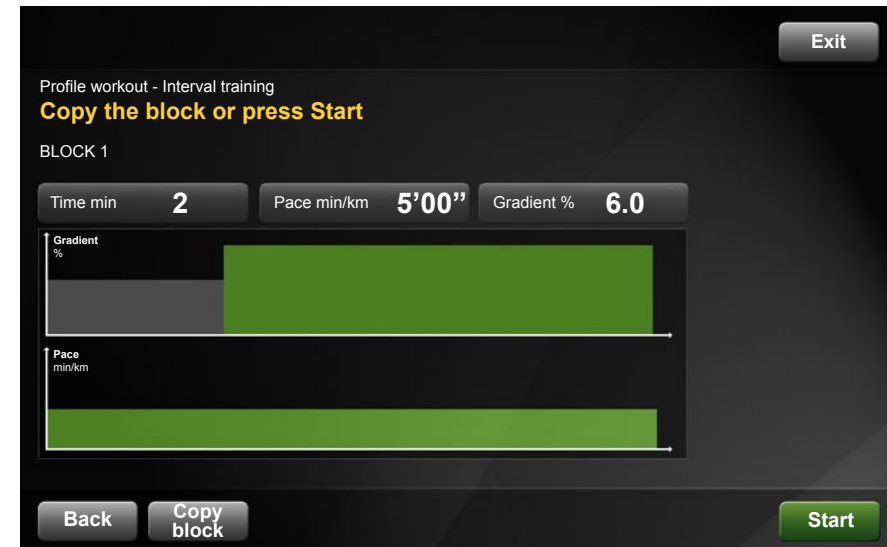 Exit
Profile workout - Interval training
Copy the block or press Start
BLOCK 1
Time min 2 Pace min/km 5’00” Gradient % 6.0
Gradient
%
Pace
min/km
Back Copy block Start